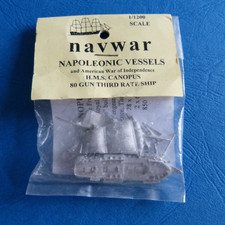 1/1200
SCALE
navwar
NAPOLEONIC VESSELS
and American War of Independence
H.M.S. CANOPUS
80 GUN THIRD RATE SHIP